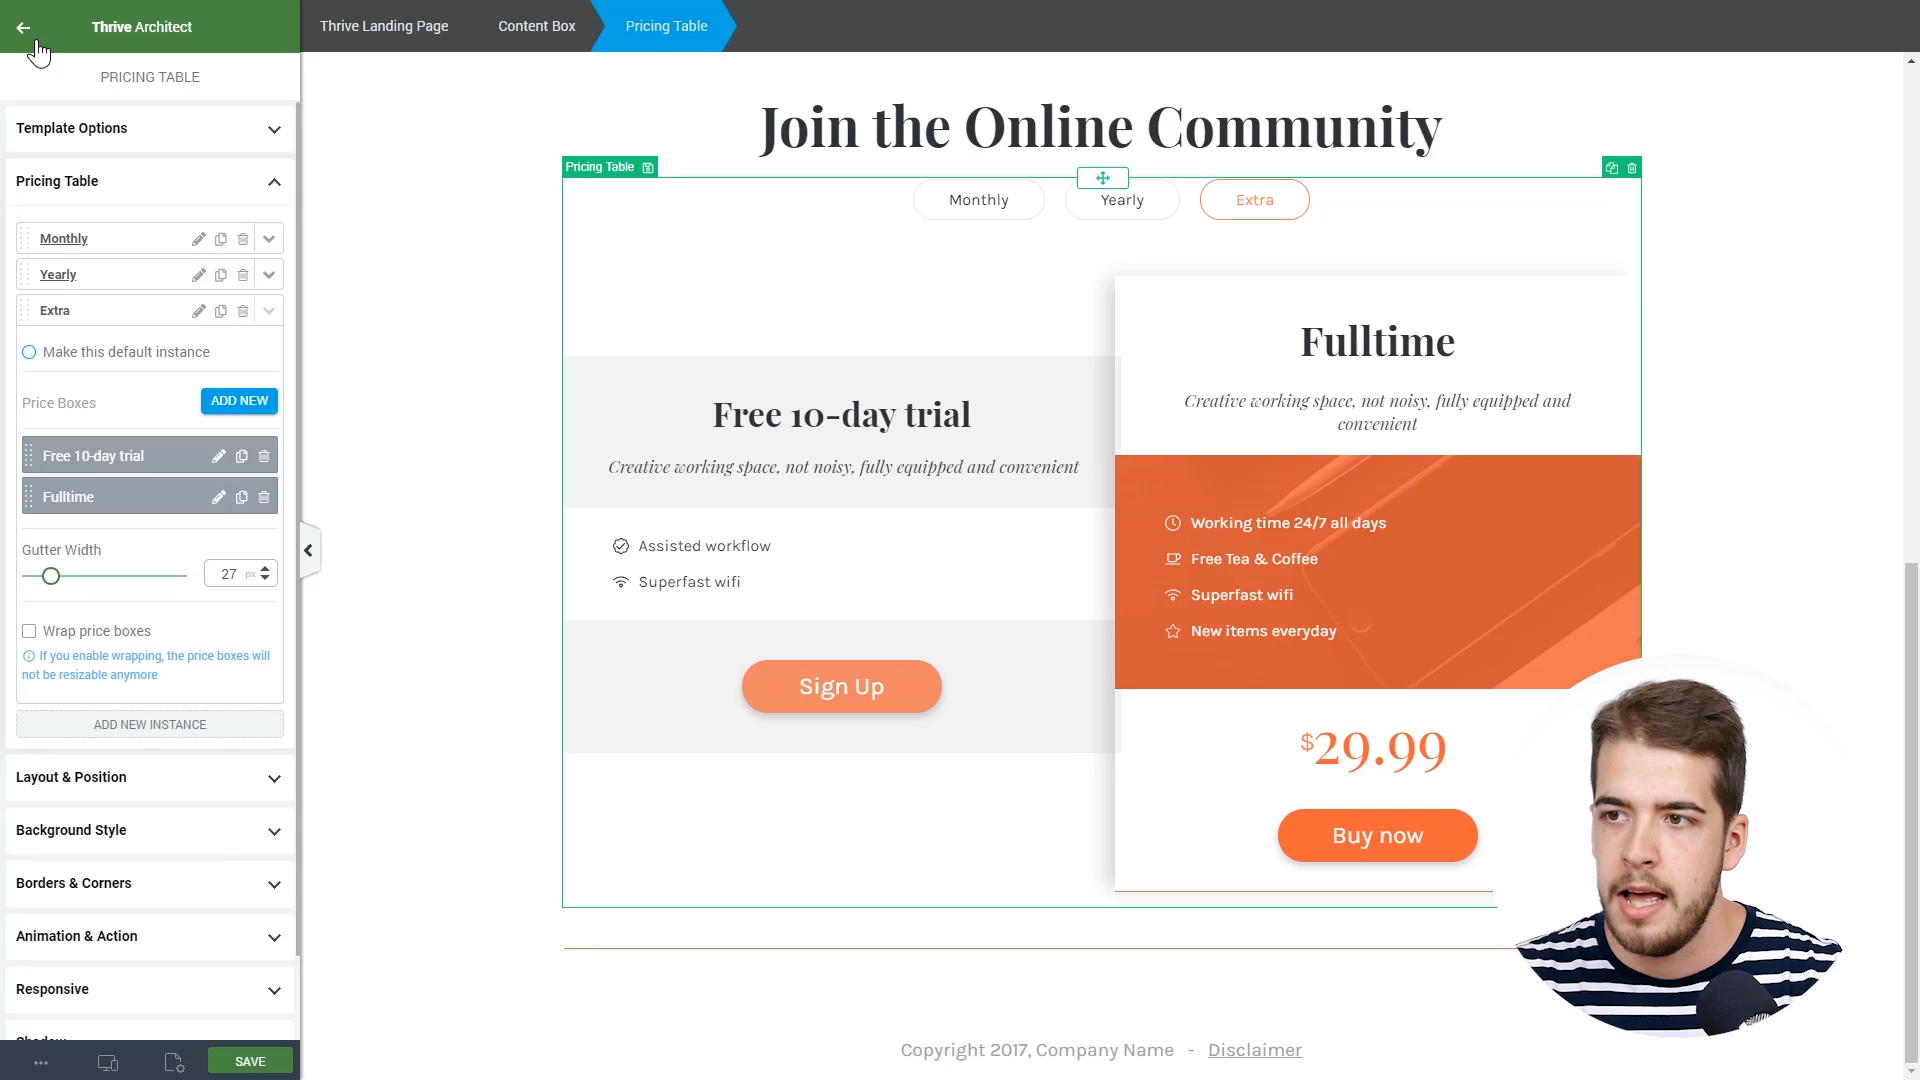 Thrive Architect
Thrive Landing Page
Content Box
Pricing Table
PRICING TABLE
Template Options
Pricing Table
Monthly
Yearly
Extra
Make this default instance
Price Boxes
ADD NEW
Free 10-day trial
Fulltime
Gutter Width
27 px
Wrap price boxes
If you enable wrapping, the price boxes will
not be resizable anymore
ADD NEW INSTANCE
Layout & Position
Background Style
Borders & Corners
Animation & Action
Responsive
Shadow
SAVE
Join the Online Community
Pricing Table
Monthly
Yearly
Extra
Free 10-day trial
Creative working space, not noisy, fully equipped and convenient
Assisted workflow
Superfast wifi
Sign Up
Fulltime
Creative working space, not noisy, fully equipped and
convenient
Working time 24/7 all days
Free Tea & Coffee
Superfast wifi
New items everyday
$29.99
Buy now
Copyright 2017, Company Name - Disclaimer